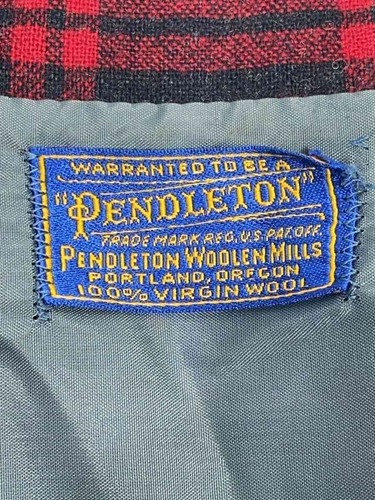 WARRANTED TO BE A
"PENDLETON"
TRADE MARK REG. U.S. PAT. OFF.
PENDLETON WOOLEN MILLS
PORTLAND, OREGON
100% VIRGIN WOOL